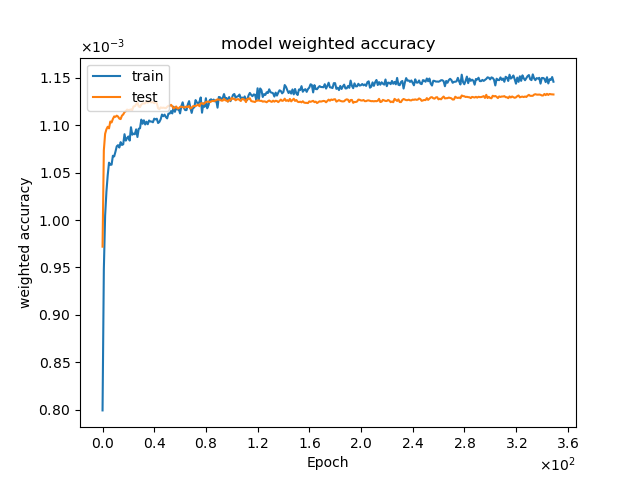 model weighted accuracy
×10⁻³
train
test
1.15
1.10
1.05
1.00
0.95
0.90
0.85
0.80
weighted accuracy
0.0 0.4 0.8 1.2 1.6 2.0 2.4 2.8 3.2 3.6
Epoch
×10²